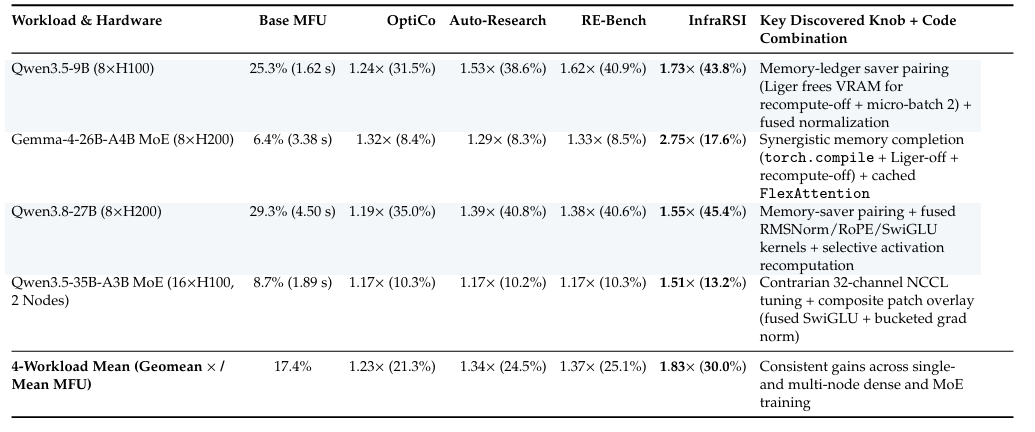 Workload & Hardware Base MFU OptiCo Auto-Research RE-Bench InfraRSI Key Discovered Knob + Code
Combination
Qwen3.5-9B (8×H100) 25.3% (1.62 s) 1.24× (31.5%) 1.53× (38.6%) 1.62× (40.9%) 1.73× (43.8%) Memory-ledger saver pairing
(Liger frees VRAM for
recompute-off + micro-batch 2) +
fused normalization
Gemma-4-26B-A4B MoE (8×H200) 6.4% (3.38 s) 1.32× (8.4%) 1.29× (8.3%) 1.33× (8.5%) 2.75× (17.6%) Synergistic memory completion
(torch.compile + Liger-off +
recompute-off) + cached
FlexAttention
Qwen3.8-27B (8×H200) 29.3% (4.50 s) 1.19× (35.0%) 1.39× (40.8%) 1.38× (40.6%) 1.55× (45.4%) Memory-saver pairing + fused
RMSNorm/RoPE/SwiGLU
kernels + selective activation
recomputation
Qwen3.5-35B-A3B MoE (16×H100, 8.7% (1.89 s) 1.17× (10.3%) 1.17× (10.2%) 1.17× (10.3%) 1.51× (13.2%) Contrarian 32-channel NCCL
2 Nodes) tuning + composite patch overlay
(fused SwiGLU + bucketed grad
norm)
4-Workload Mean (Geomean × / 17.4% 1.23× (21.3%) 1.34× (24.5%) 1.37× (25.1%) 1.83× (30.0%) Consistent gains across single-
Mean MFU) and multi-node dense and MoE
training